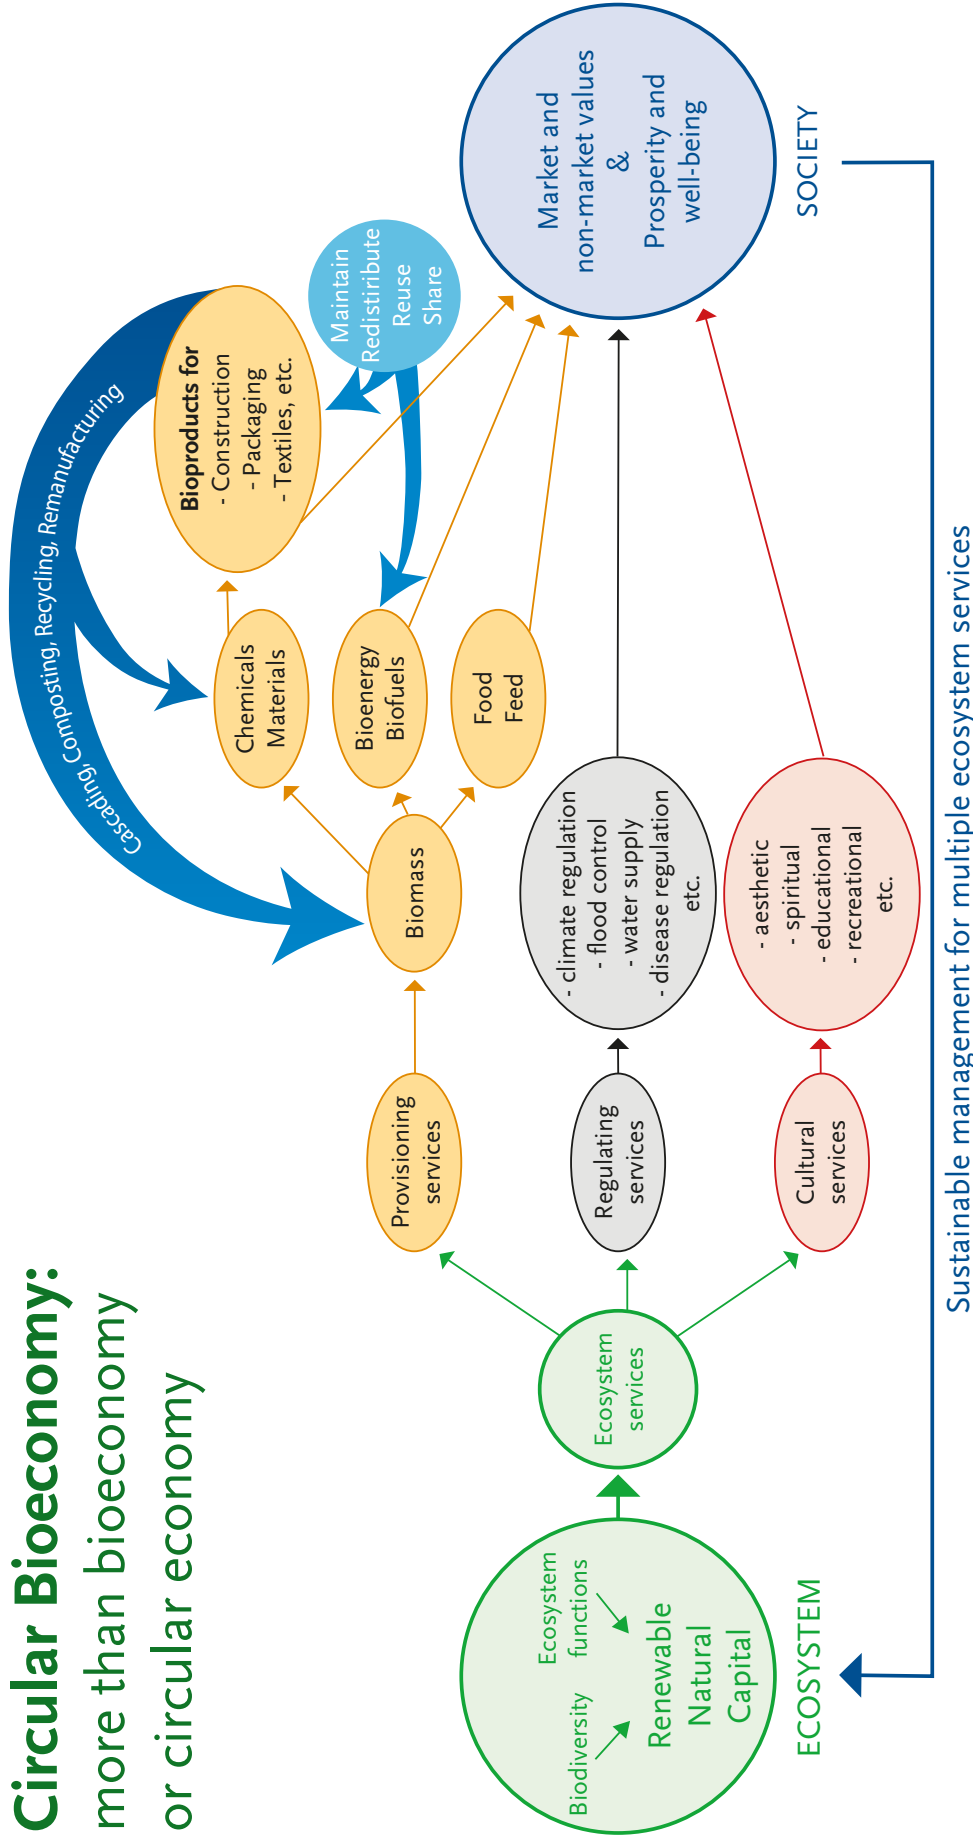 Circular Bioeconomy:
more than bioeconomy
or circular economy
Biodiversity
Ecosystem
functions
Renewable
Natural
Capital
ECOSYSTEM
Ecosystem
services
Provisioning
services
Regulating
services
Cultural
services
Biomass
- climate regulation
- flood control
- water supply
- disease regulation
etc.
- aesthetic
- spiritual
- educational
- recreational
etc.
Chemicals
Materials
Bioenergy
Biofuels
Food
Feed
Cascading, Composting, Recycling, Remanufacturing
Bioproducts for
- Construction
- Packaging
- Textiles, etc.
Maintain
Redistiribute
Reuse
Share
Market and
non-market values
&
Prosperity and
well-being
SOCIETY
Sustainable management for multiple ecosystem services